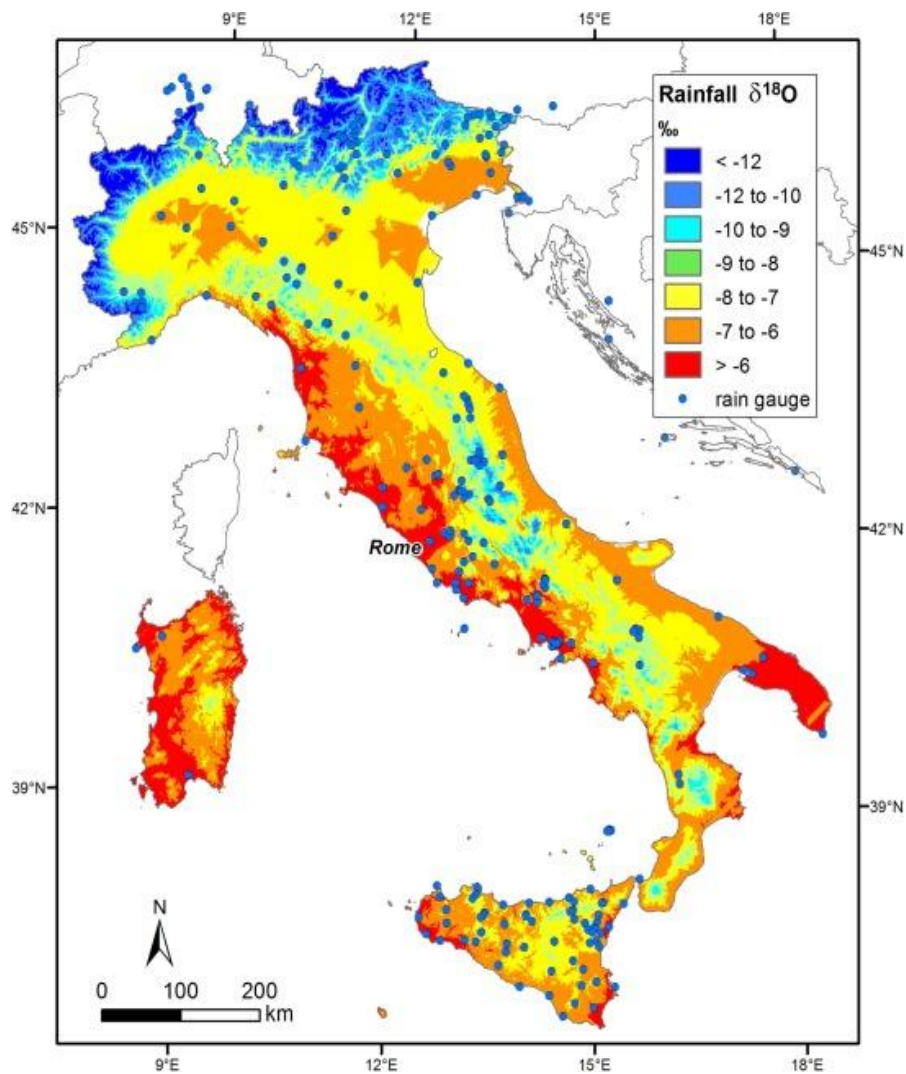 9°E 12°E 15°E 18°E
Rainfall δ18O
‰
< -12
-12 to -10
-10 to -9
-9 to -8
-8 to -7
-7 to -6
> -6
rain gauge
45°N 45°N
42°N 42°N
Rome
39°N 39°N
N
0 100 200
km
9°E 12°E 15°E 18°E